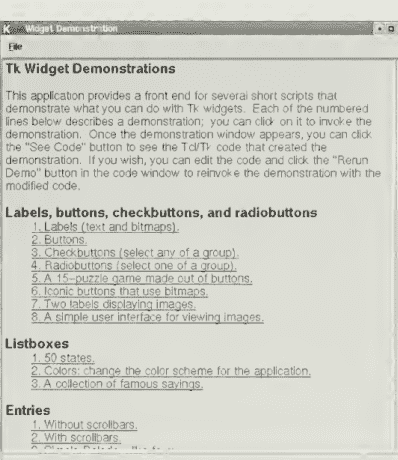 Widget Demonstration
File
Tk Widget Demonstrations
This application provides a front end for several short scripts that
demonstrate what you can do with Tk widgets. Each of the numbered
lines below describes a demonstration; you can click on it to invoke the
demonstration. Once the demonstration window appears, you can click
the "See Code" button to see the Tcl/Tk code that created the
demonstration. If you wish, you can edit the code and click the "Rerun
Demo" button in the code window to reinvoke the demonstration with the
modified code.
Labels, buttons, checkbuttons, and radiobuttons
1. Labels (text and bitmaps).
2. Buttons.
3. Checkbuttons (select any of a group).
4. Radiobuttons (select one of a group).
5. A 15-puzzle game made out of buttons.
6. Iconic buttons that use bitmaps.
7. Two labels displaying images.
8. A simple user interface for viewing images.
Listboxes
1. 50 states.
2. Colors: change the color scheme for the application.
3. A collection of famous sayings.
Entries
1. Without scrollbars.
2. With scrollbars.